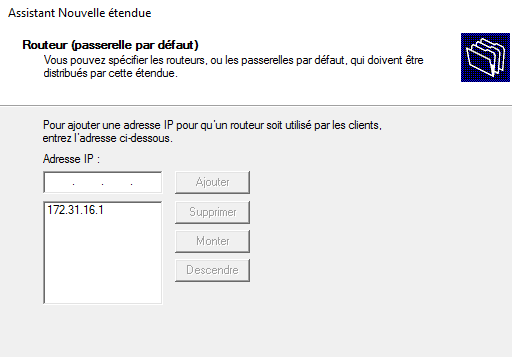 Assistant Nouvelle étendue
Routeur (passerelle par défaut)
Vous pouvez spécifier les routeurs, ou les passerelles par défaut, qui doivent être
distribués par cette étendue.
Pour ajouter une adresse IP pour qu'un routeur soit utilisé par les clients,
entrez l'adresse ci-dessous.
Adresse IP :
. . .
Ajouter
172.31.16.1
Supprimer
Monter
Descendre